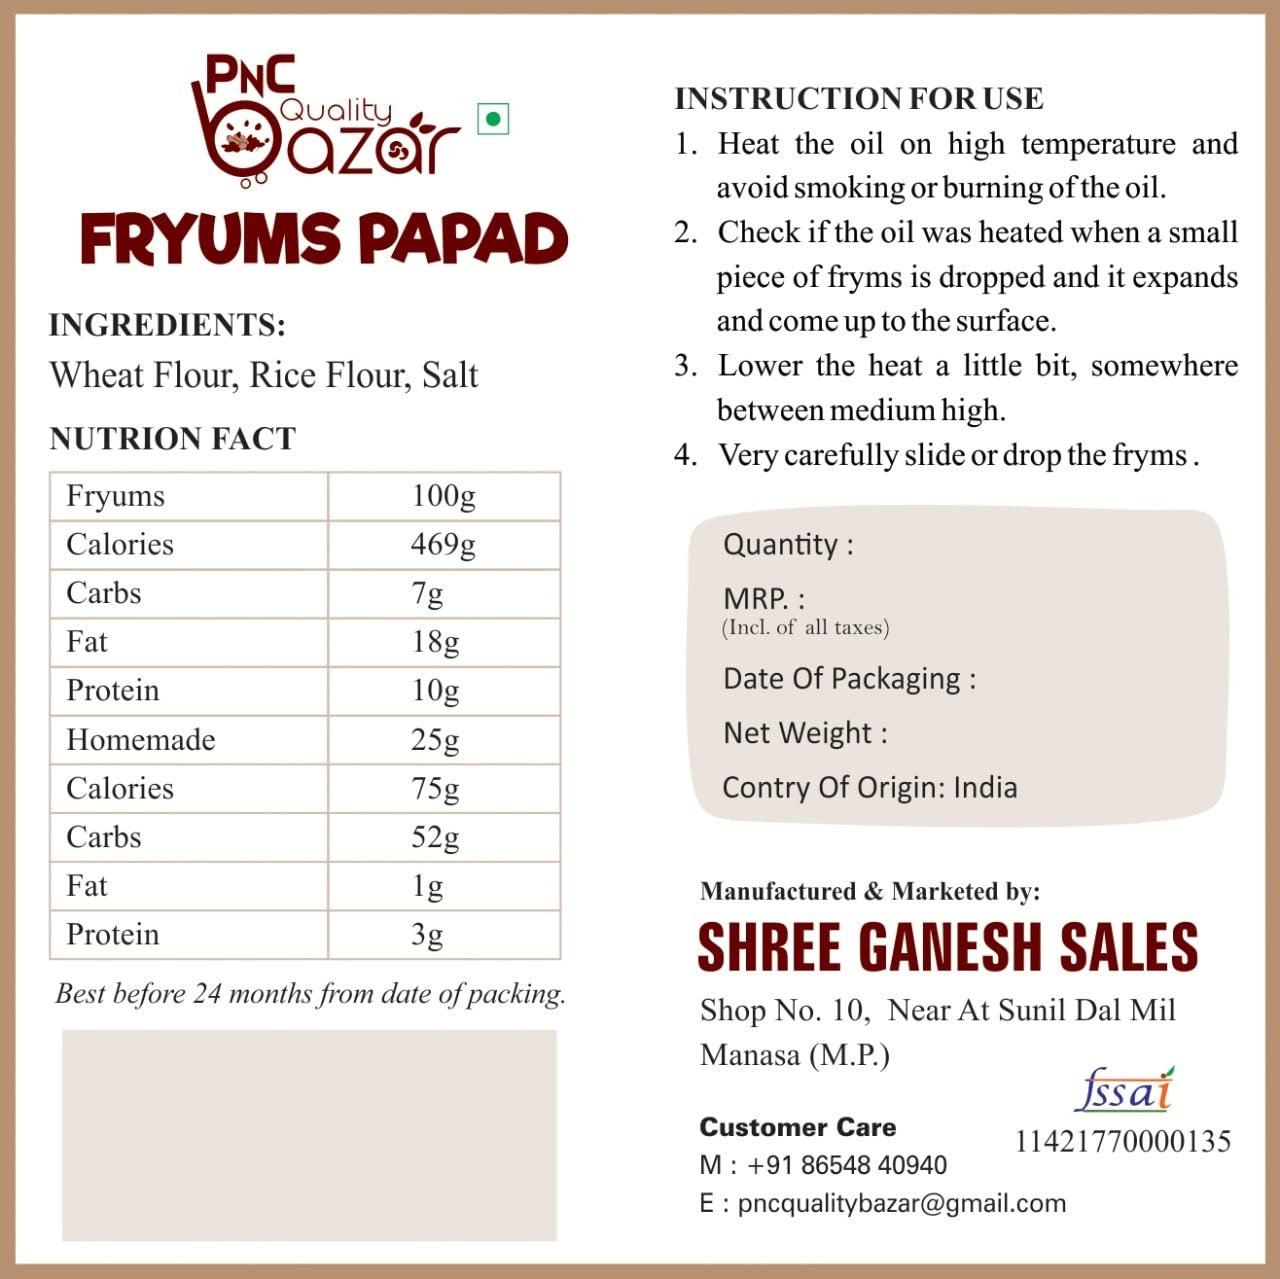 PNC
Quality
bazar
FRYUMS PAPAD
INGREDIENTS:
Wheat Flour, Rice Flour, Salt
NUTRION FACT
Fryums 100g
Calories 469g
Carbs 7g
Fat 18g
Protein 10g
Homemade 25g
Calories 75g
Carbs 52g
Fat 1g
Protein 3g
Best before 24 months from date of packing.
INSTRUCTION FOR USE
1. Heat the oil on high temperature and
avoid smoking or burning of the oil.
2. Check if the oil was heated when a small
piece of fryms is dropped and it expands
and come up to the surface.
3. Lower the heat a little bit, somewhere
between medium high.
4. Very carefully slide or drop the fryms .
Quantity :
MRP. :
(Incl. of all taxes)
Date Of Packaging :
Net Weight :
Contry Of Origin: India
Manufactured & Marketed by:
SHREE GANESH SALES
Shop No. 10, Near At Sunil Dal Mil
Manasa (M.P.)
fssai
11421770000135
Customer Care
M : +91 86548 40940
E : pncqualitybazar@gmail.com